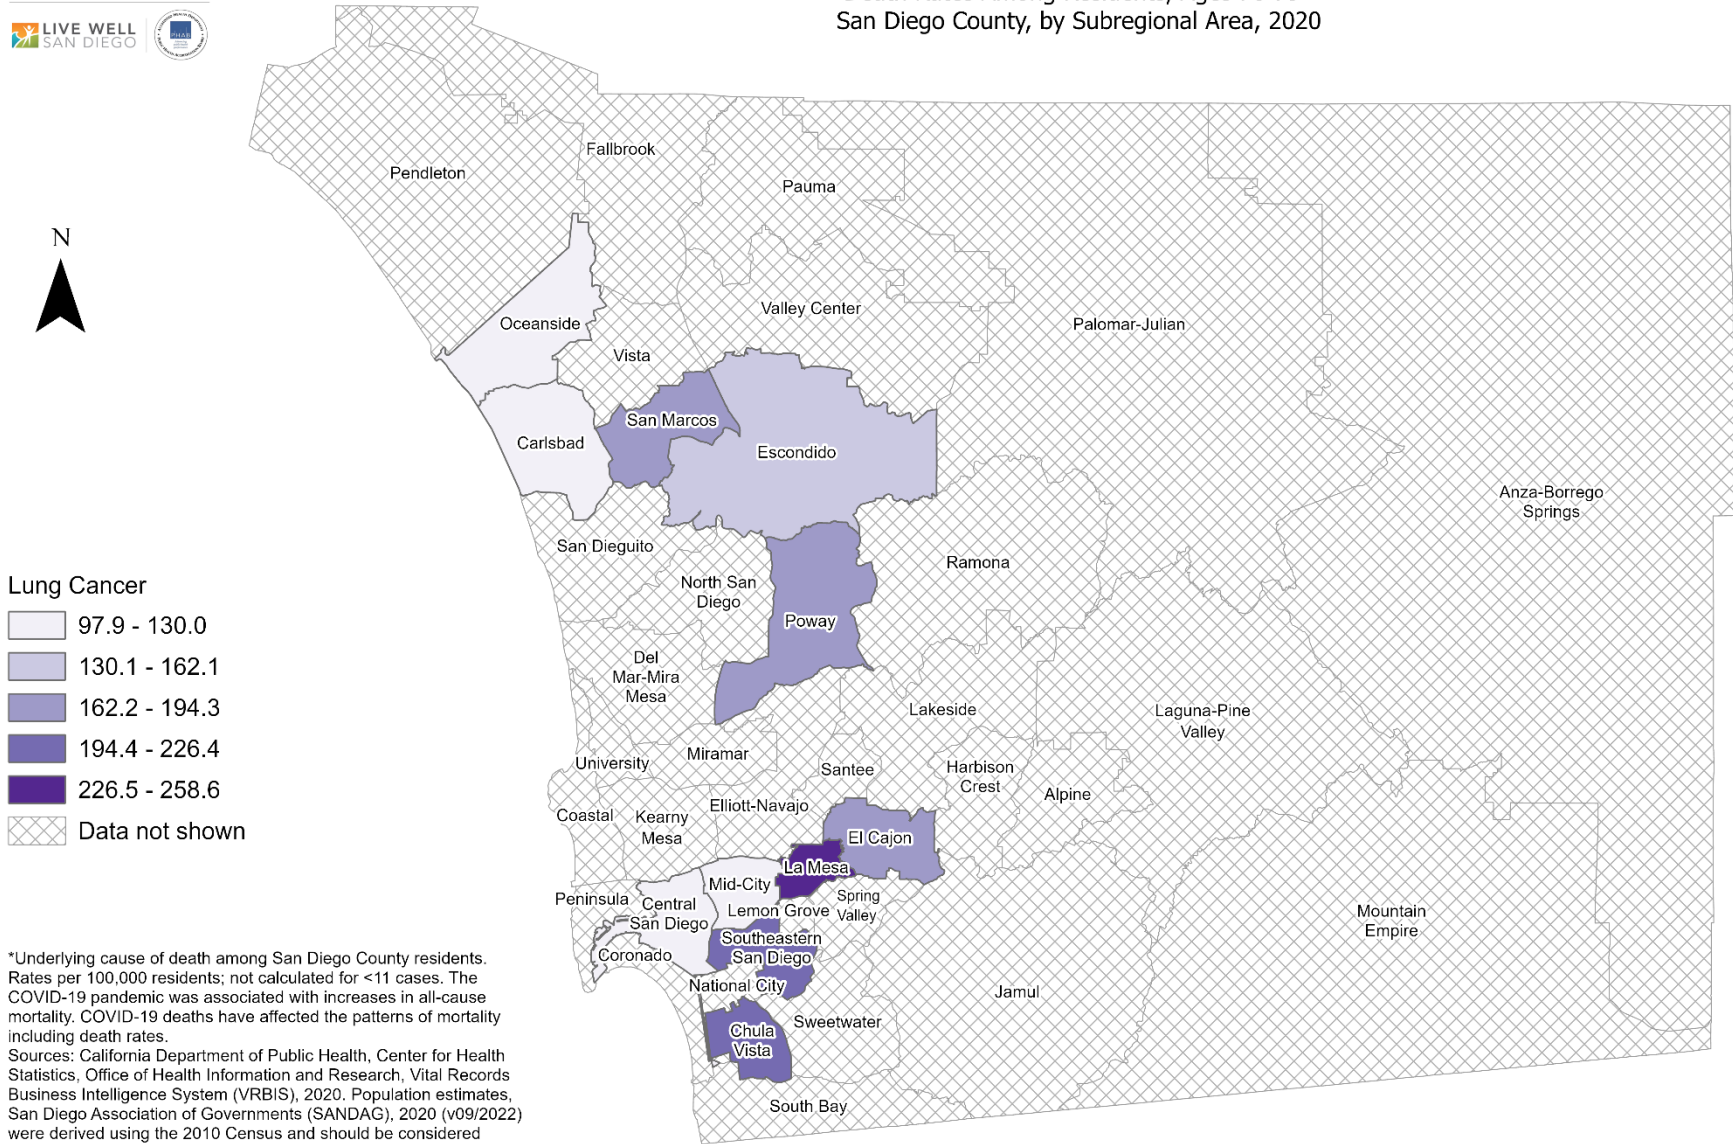 LIVE WELL
SAN DIEGO
PHAB
San Diego County, by Subregional Area, 2020
N
Pendleton
Fallbrook
Pauma
Oceanside
Valley Center
Palomar-Julian
Vista
San Marcos
Carlsbad
Escondido
Anza-Borrego
Springs
San Dieguito
Ramona
North San
Diego
Poway
Del
Mar-Mira
Mesa
Lakeside
Laguna-Pine
Valley
Miramar
University
Santee
Harbison
Crest
Alpine
Coastal
Kearny
Mesa
Elliott-Navajo
El Cajon
La Mesa
Mid-City
Peninsula
Central
San Diego
Lemon Grove
Spring
Valley
Mountain
Empire
Coronado
Southeastern
San Diego
National City
Jamul
Chula
Vista
Sweetwater
South Bay
Lung Cancer
97.9 - 130.0
130.1 - 162.1
162.2 - 194.3
194.4 - 226.4
226.5 - 258.6
Data not shown
*Underlying cause of death among San Diego County residents.
Rates per 100,000 residents; not calculated for <11 cases. The
COVID-19 pandemic was associated with increases in all-cause
mortality. COVID-19 deaths have affected the patterns of mortality
including death rates.
Sources: California Department of Public Health, Center for Health
Statistics, Office of Health Information and Research, Vital Records
Business Intelligence System (VRBIS), 2020. Population estimates,
San Diego Association of Governments (SANDAG), 2020 (v09/2022)
were derived using the 2010 Census and should be considered